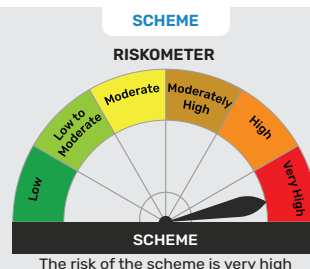 SCHEME
RISKOMETER
Low
Low to
Moderate
Moderate
Moderately
High
High
Very High
SCHEME
The risk of the scheme is very high